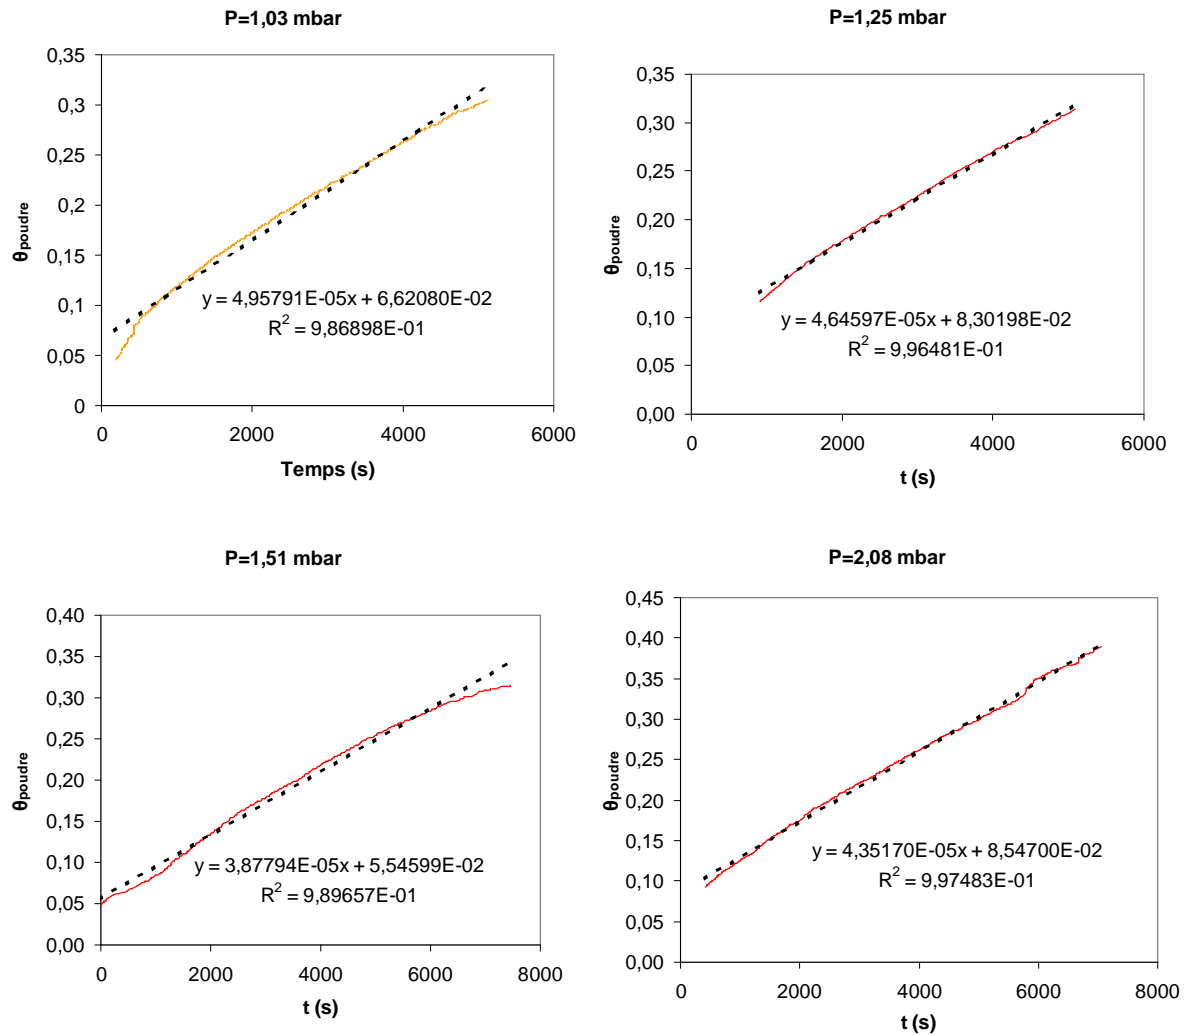 P=1,03 mbar
0,35
0,3
0,25
0,2
0,15
0,1
0,05
0
θpoudre
y = 4,95791E-05x + 6,62080E-02
R2 = 9,86898E-01
0
2000
4000
6000
Temps (s)
P=1,25 mbar
0,35
0,30
0,25
0,20
0,15
0,10
0,05
0,00
θpoudre
y = 4,64597E-05x + 8,30198E-02
R2 = 9,96481E-01
0
2000
4000
6000
t (s)
P=1,51 mbar
0,40
0,35
0,30
0,25
0,20
0,15
0,10
0,05
0,00
θpoudre
y = 3,87794E-05x + 5,54599E-02
R2 = 9,89657E-01
0
2000
4000
6000
8000
t (s)
P=2,08 mbar
0,45
0,40
0,35
0,30
0,25
0,20
0,15
0,10
0,05
0,00
θpoudre
y = 4,35170E-05x + 8,54700E-02
R2 = 9,97483E-01
0
2000
4000
6000
8000
t (s)